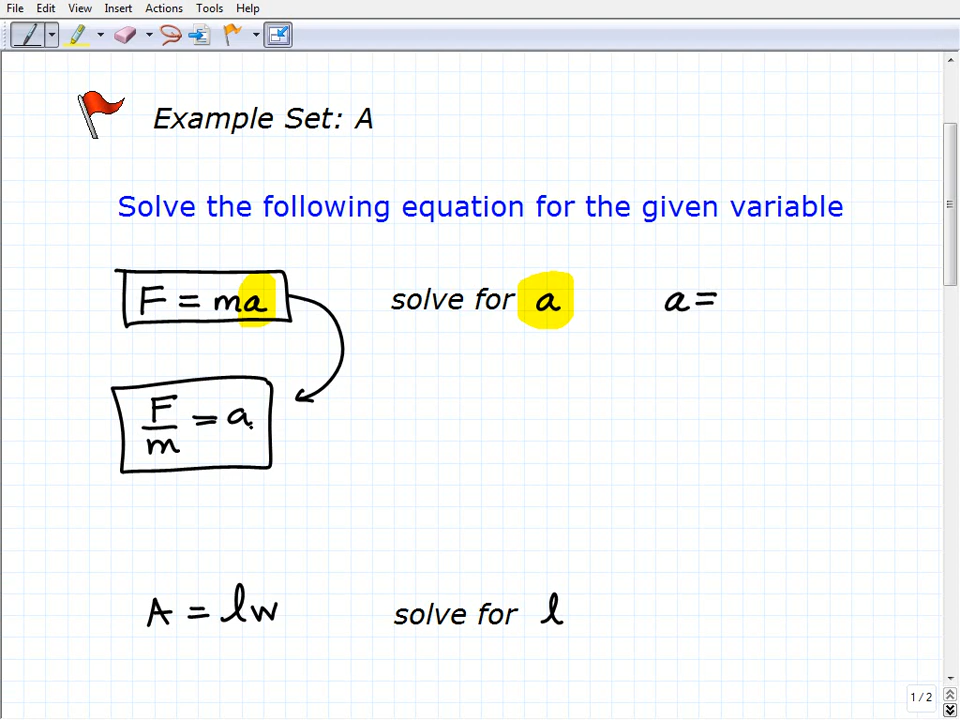 File Edit View Insert Actions Tools Help
Example Set: A
Solve the following equation for the given variable
F = ma solve for a a=
F/m = a
A = lw solve for l
1 / 2